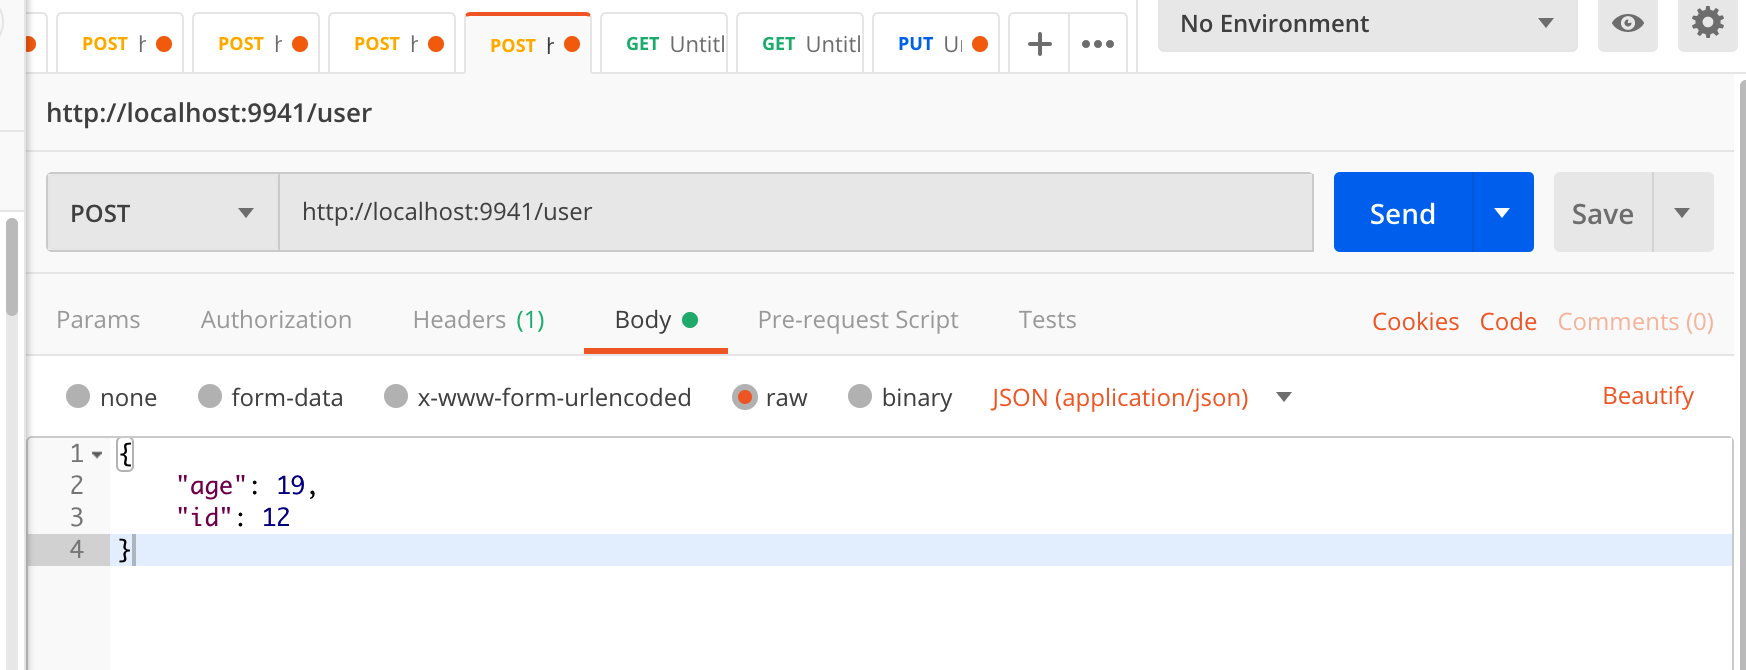 POST POST POST POST GET Untitl GET Untitl PUT No Environment
http://localhost:9941/user
POST http://localhost:9941/user Send Save
Params Authorization Headers (1) Body Pre-request Script Tests Cookies Code Comments (0)
none form-data x-www-form-urlencoded raw binary JSON (application/json) Beautify
1 {
2 "age": 19,
3 "id": 12
4 }